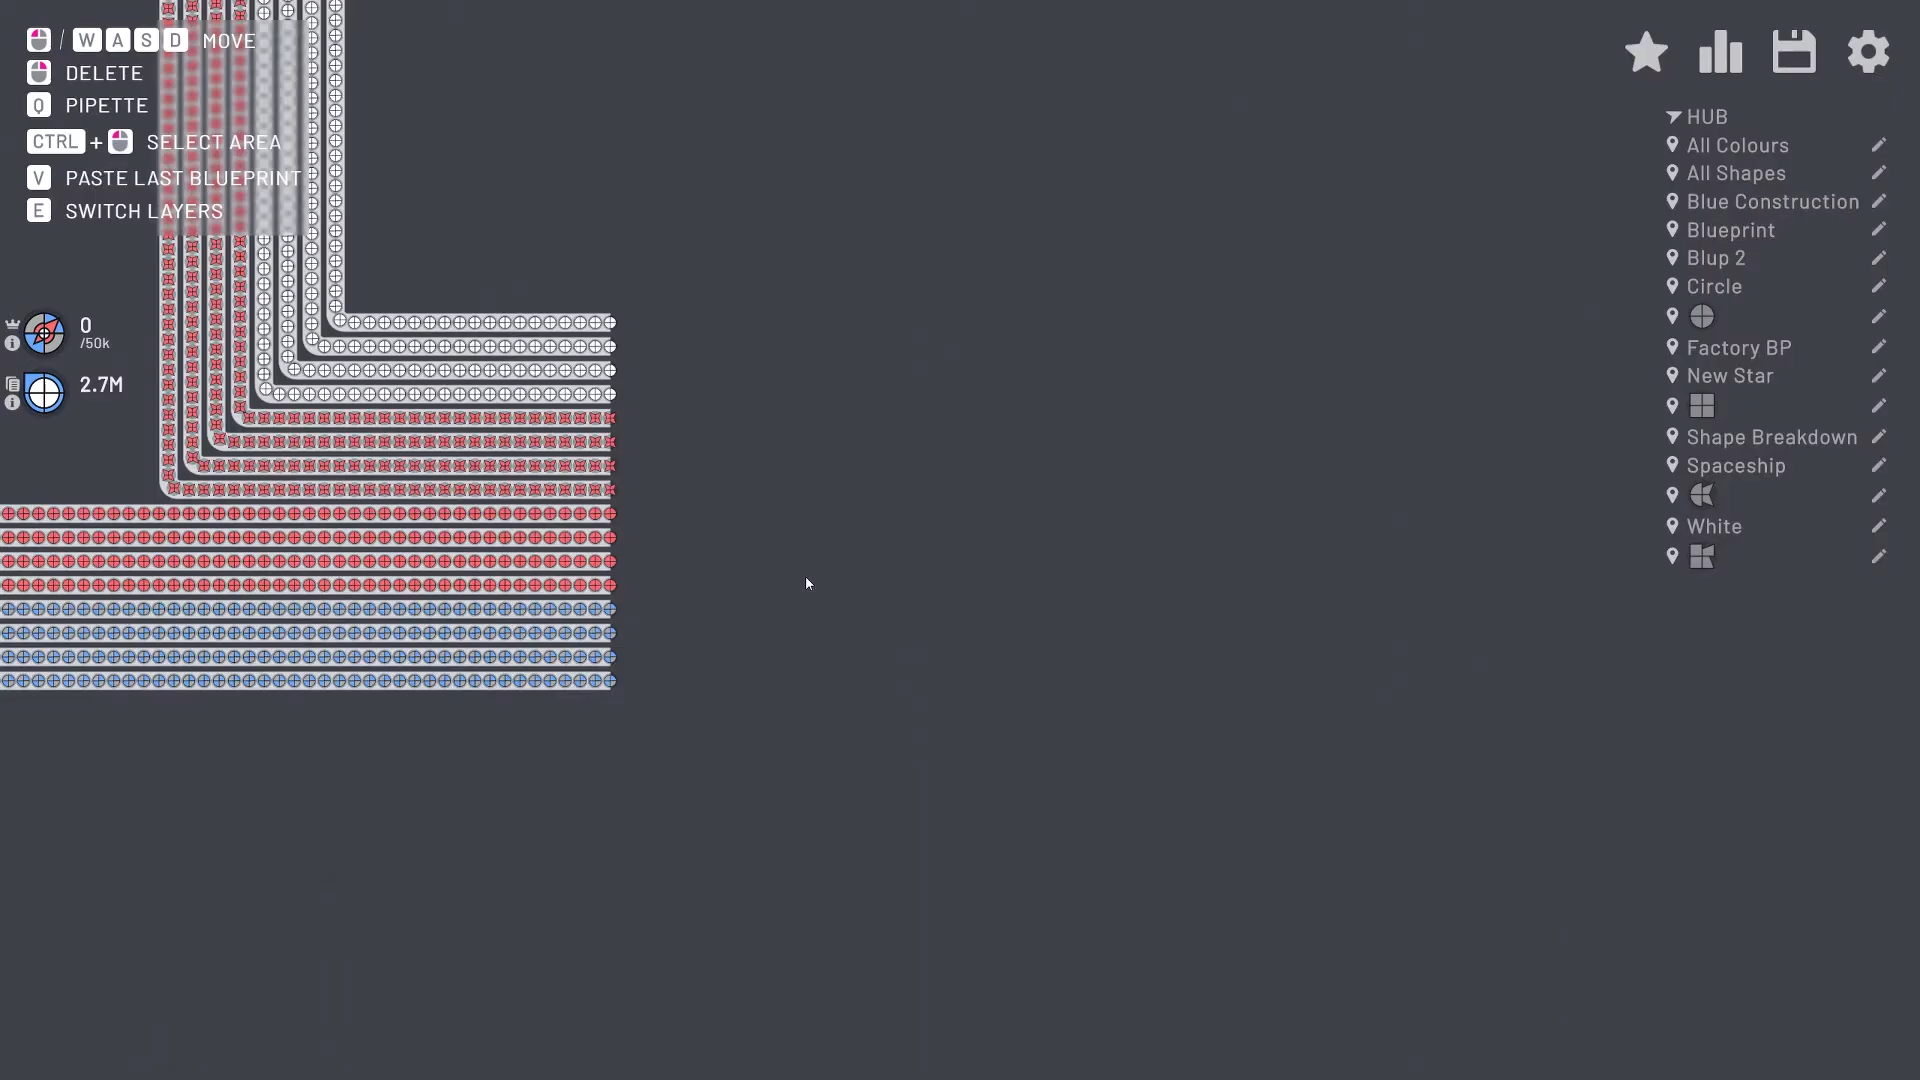 / W A S D MOVE
DELETE
Q PIPETTE
CTRL + SELECT AREA
V PASTE LAST BLUEPRINT
E SWITCH LAYERS
0
/50k
2.7M
HUB
All Colours
All Shapes
Blue Construction
Blueprint
Blup 2
Circle
Factory BP
New Star
Shape Breakdown
Spaceship
White